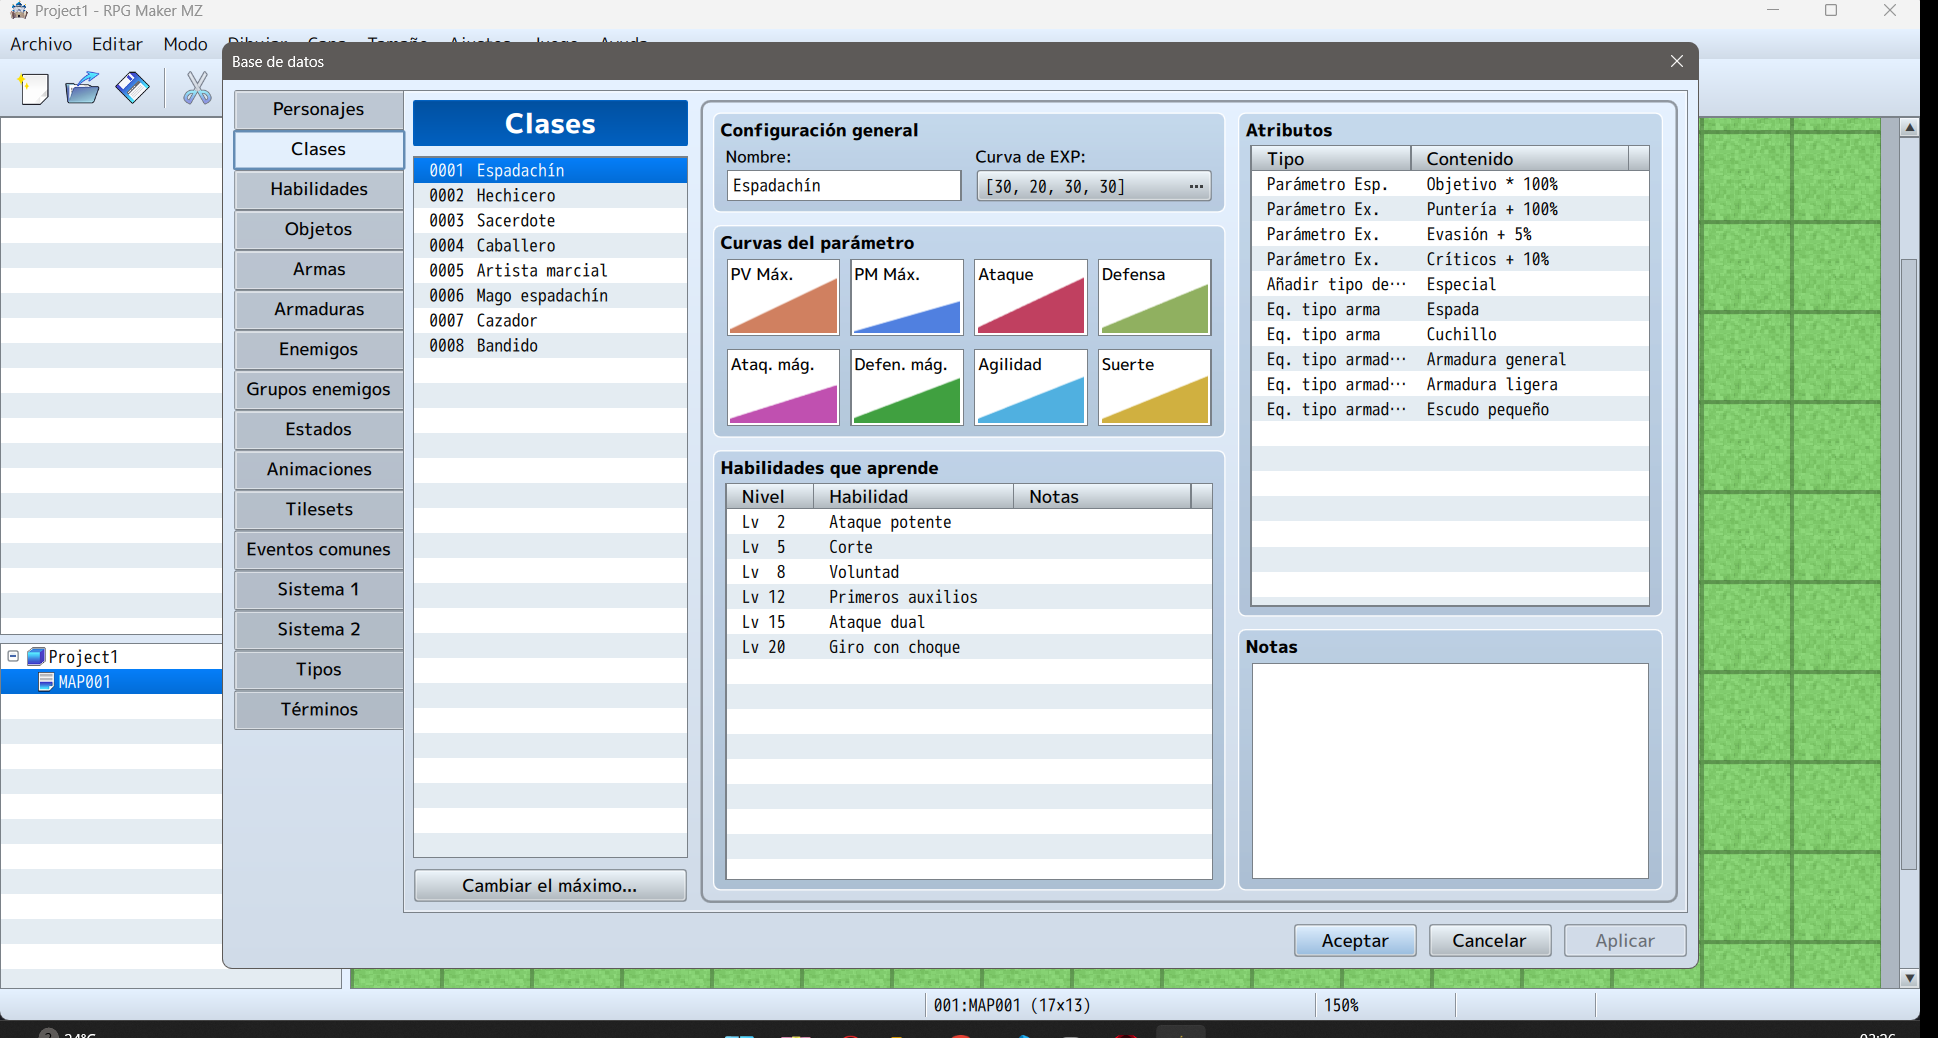 Project1 - RPG Maker MZ
Archivo Editar Modo Dibujar Capa Tamaño Ajustes Juego Ayuda
Base de datos
Personajes
Clases
Habilidades
Objetos
Armas
Armaduras
Enemigos
Grupos enemigos
Estados
Animaciones
Tilesets
Eventos comunes
Sistema 1
Sistema 2
Tipos
Términos
Clases
0001 Espadachín
0002 Hechicero
0003 Sacerdote
0004 Caballero
0005 Artista marcial
0006 Mago espadachín
0007 Cazador
0008 Bandido
Cambiar el máximo...
Configuración general
Nombre: Curva de EXP:
Espadachín [30, 20, 30, 30] ...
Curvas del parámetro
PV Máx. PM Máx. Ataque Defensa
Ataq. mág. Defen. mág. Agilidad Suerte
Habilidades que aprende
Nivel Habilidad Notas
Lv 2 Ataque potente
Lv 5 Corte
Lv 8 Voluntad
Lv 12 Primeros auxilios
Lv 15 Ataque dual
Lv 20 Giro con choque
Atributos
Tipo Contenido
Parámetro Esp. Objetivo * 100%
Parámetro Ex. Puntería + 100%
Parámetro Ex. Evasión + 5%
Parámetro Ex. Críticos + 10%
Añadir tipo de··· Especial
Eq. tipo arma Espada
Eq. tipo arma Cuchillo
Eq. tipo armad··· Armadura general
Eq. tipo armad··· Armadura ligera
Eq. tipo armad··· Escudo pequeño
Notas
Aceptar Cancelar Aplicar
Project1
MAP001
001:MAP001 (17×13) 150%